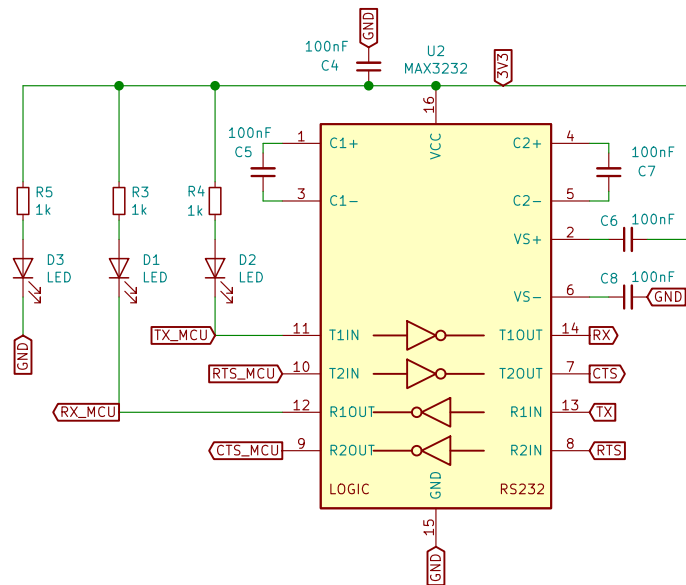 GND
100nF
C4
U2
MAX3232
3V3
16
VCC
100nF
C5
1
C1+
C2+
4
100nF
C7
3
C1-
C2-
5
R5
1k
R3
1k
R4
1k
VS+
2
C6
100nF
D3
LED
D1
LED
D2
LED
VS-
6
C8
100nF
GND
TX_MCU
11
T1IN
T1OUT
14
RX
GND
RTS_MCU
10
T2IN
T2OUT
7
CTS
RX_MCU
12
R1OUT
R1IN
13
TX
CTS_MCU
9
R2OUT
R2IN
8
RTS
LOGIC
GND
RS232
15
GND